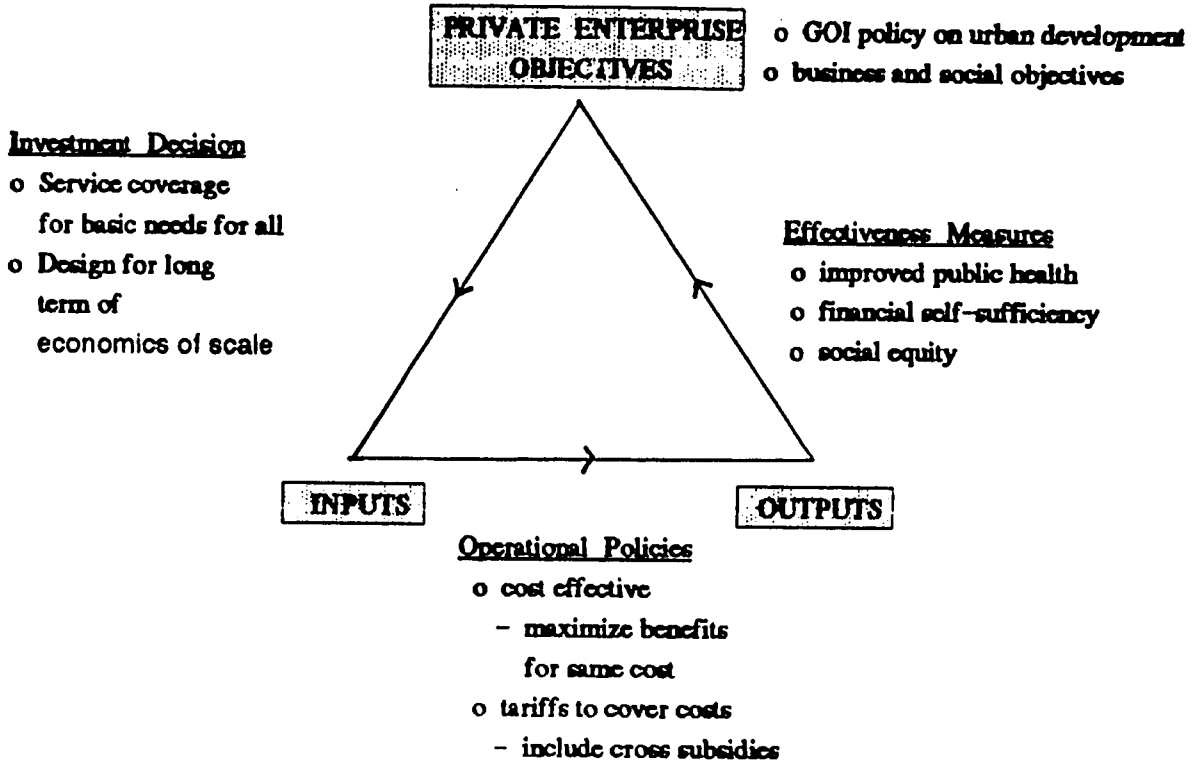 PRIVATE ENTERPRISE
OBJECTIVES
o GOI policy on urban development
o business and social objectives
Investment Decision
o Service coverage
for basic needs for all
o Design for long
term of
economics of scale
Effectiveness Measures
o improved public health
o financial self-sufficiency
o social equity
INPUTS
OUTPUTS
Operational Policies
o cost effective
- maximize benefits
for same cost
o tariffs to cover costs
- include cross subsidies